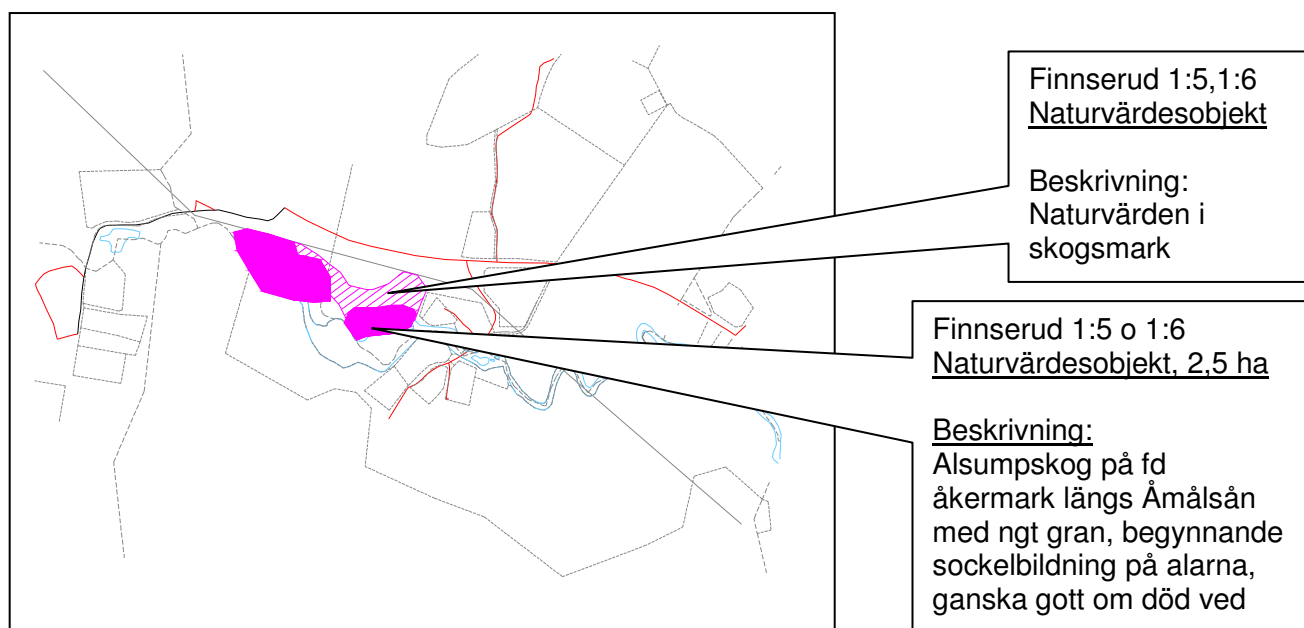 Finnserud 1:5,1:6
Naturvärdesobjekt
Beskrivning:
Naturvärden i
skogsmark
Finnserud 1:5 o 1:6
Naturvärdesobjekt, 2,5 ha
Beskrivning:
Alsumpskog på fd
åkermark längs Åmålsån
med ngt gran, begynnande
sockelbildning på alarna,
ganska gott om död ved